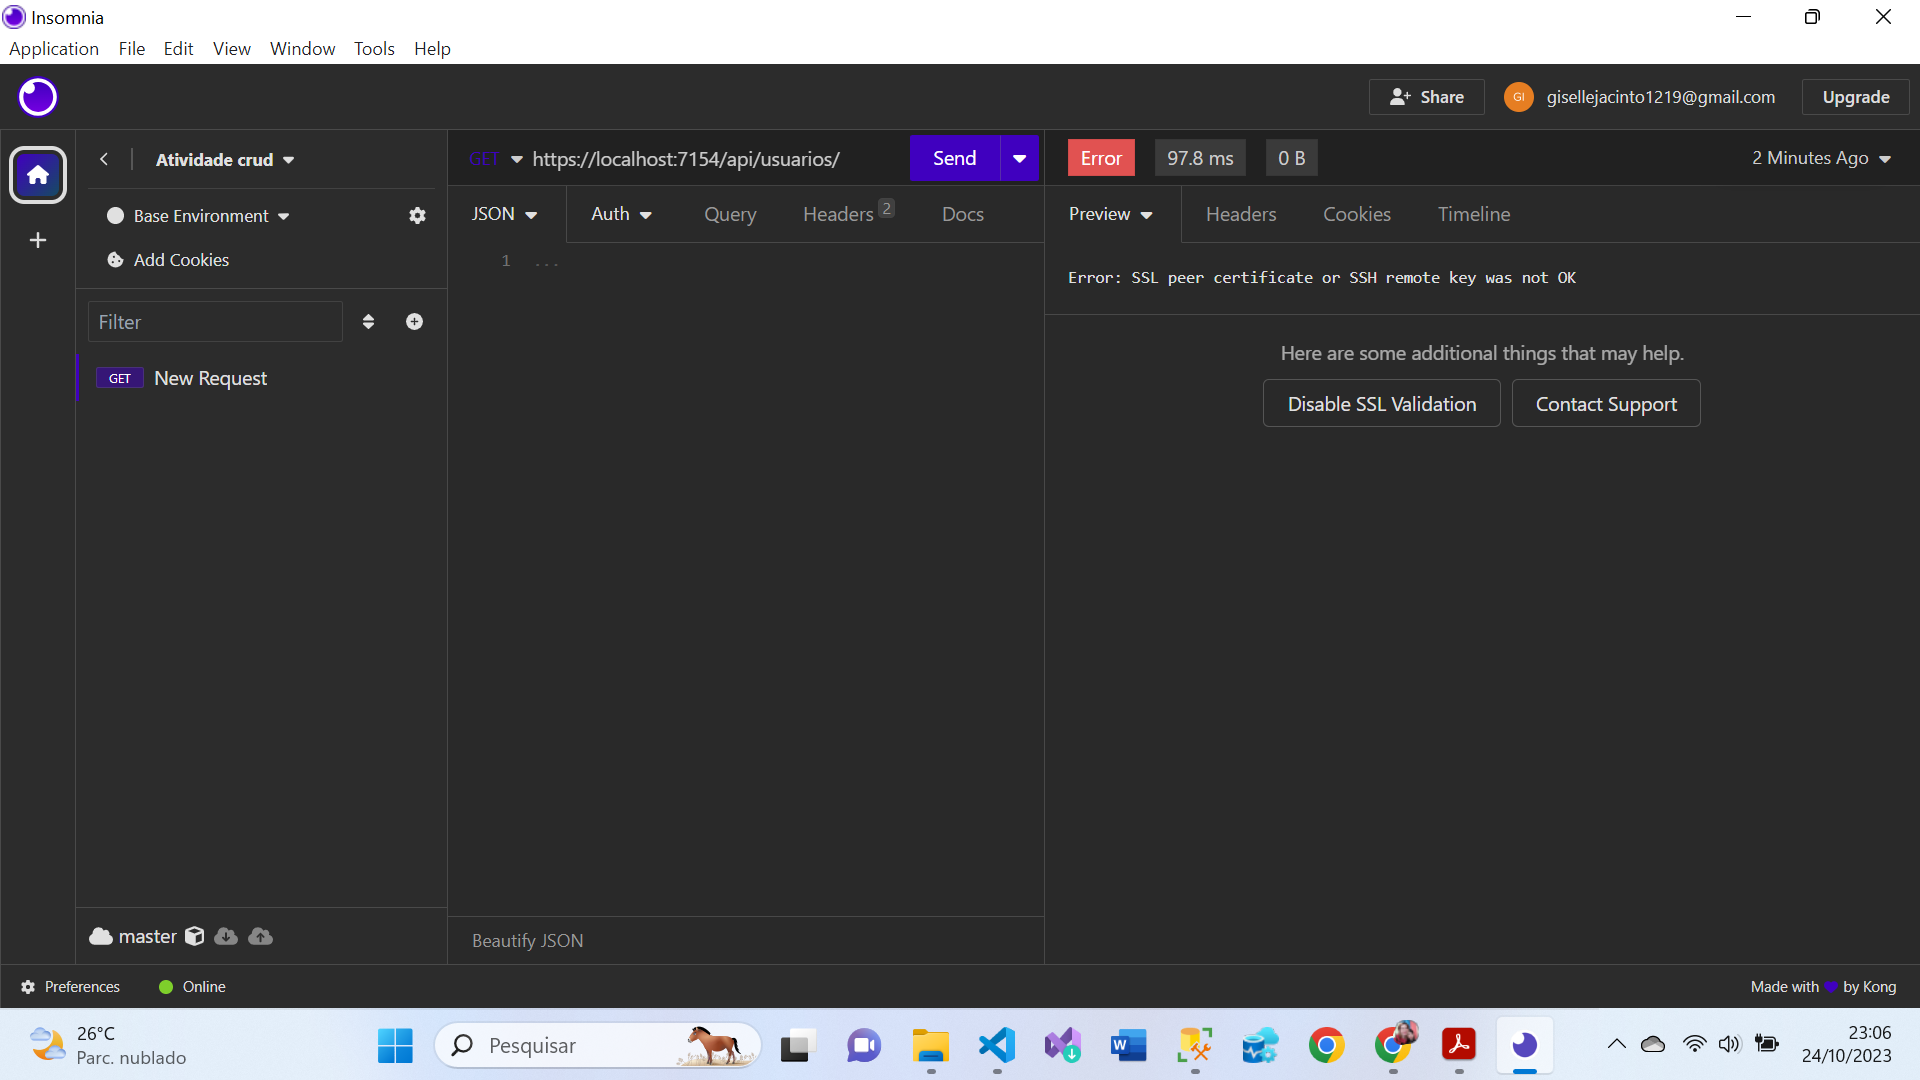 Insomnia
Application File Edit View Window Tools Help
Share GI gisellejacinto1219@gmail.com Upgrade
Atividade crud
GET https://localhost:7154/api/usuarios/ Send
Error 97.8 ms 0 B 2 Minutes Ago
Base Environment
JSON Auth Query Headers 2 Docs
Preview Headers Cookies Timeline
Add Cookies
1 ...
Error: SSL peer certificate or SSH remote key was not OK
Filter
Here are some additional things that may help.
GET New Request
Disable SSL Validation Contact Support
master
Beautify JSON
Preferences Online
Made with by Kong
26°C
Parc. nublado
Pesquisar
23:06
24/10/2023